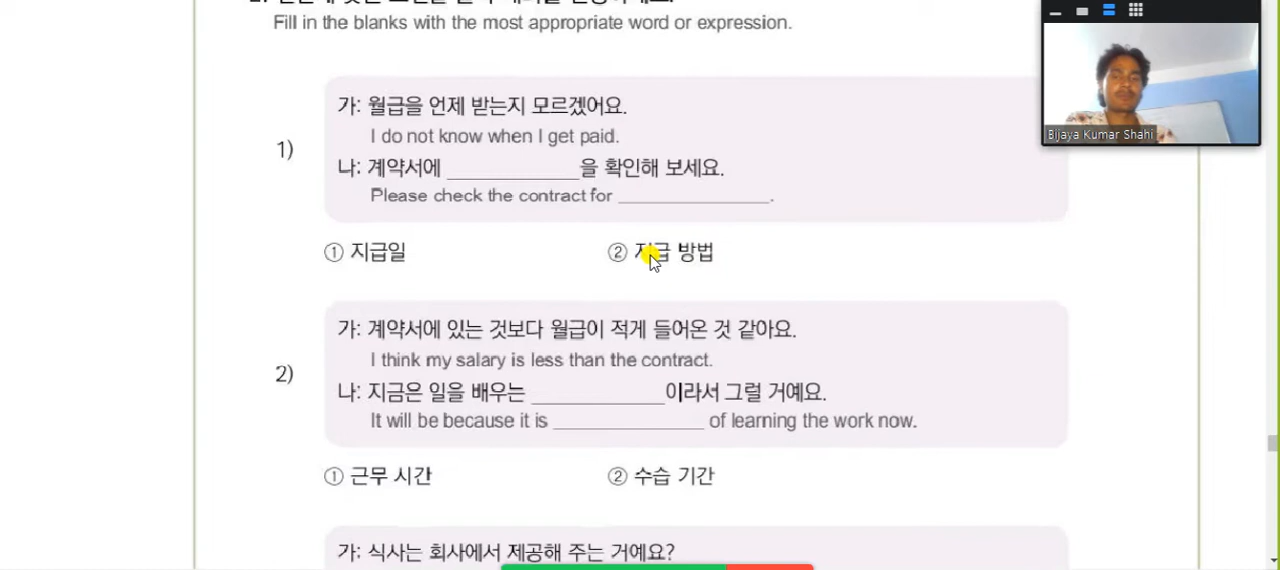 Fill in the blanks with the most appropriate word or expression.
가: 월급을 언제 받는지 모르겠어요.
I do not know when I get paid.
1)
나: 계약서에 ____________을 확인해 보세요.
Please check the contract for ______________.
① 지급일 ② 지급 방법
가: 계약서에 있는 것보다 월급이 적게 들어온 것 같아요.
I think my salary is less than the contract.
2)
나: 지금은 일을 배우는 ____________이라서 그럴 거예요.
It will be because it is ______________ of learning the work now.
① 근무 시간 ② 수습 기간
가: 식사는 회사에서 제공해 주는 거예요?
Bijaya Kumar Shahi